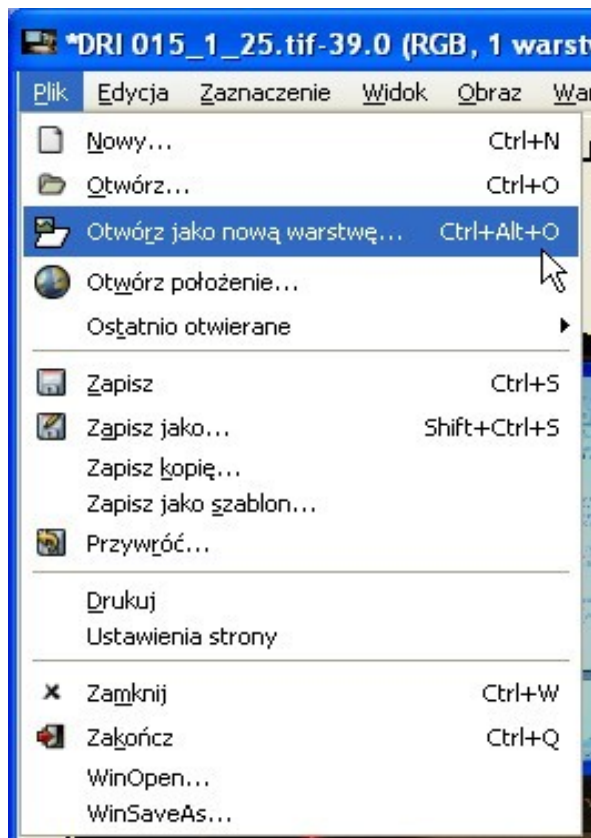 *DRI 015_1_25.tif-39.0 (RGB, 1 warstw
Plik Edycja Zaznaczenie Widok Obraz War
Nowy... Ctrl+N
Otwórz... Ctrl+O
Otwórz jako nową warstwę... Ctrl+Alt+O
Otwórz położenie...
Ostatnio otwierane
Zapisz Ctrl+S
Zapisz jako... Shift+Ctrl+S
Zapisz kopię...
Zapisz jako szablon...
Przywróć...
Drukuj
Ustawienia strony
Zamknij Ctrl+W
Zakończ Ctrl+Q
WinOpen...
WinSaveAs...